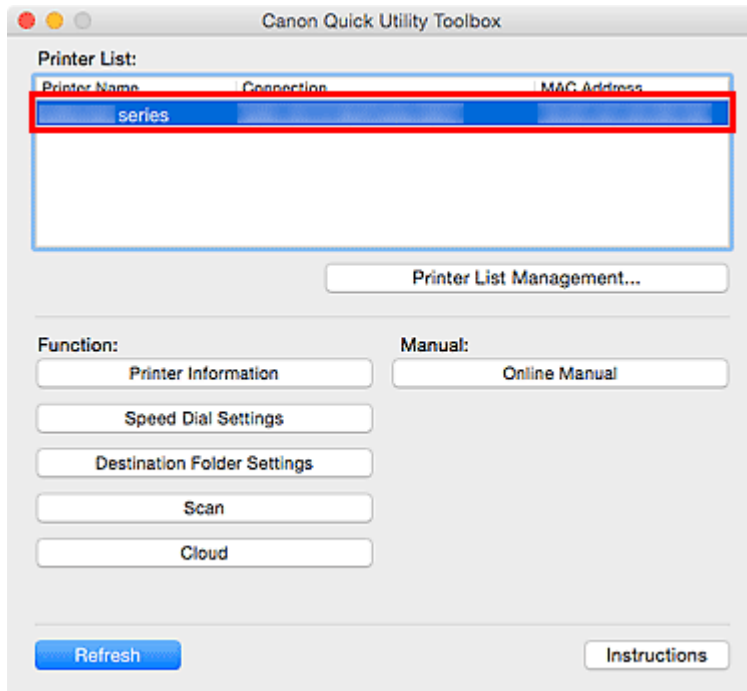 Canon Quick Utility Toolbox
Printer List:
Printer Name Connection MAC Address
series
Printer List Management...
Function:
Manual:
Printer Information
Online Manual
Speed Dial Settings
Destination Folder Settings
Scan
Cloud
Refresh
Instructions